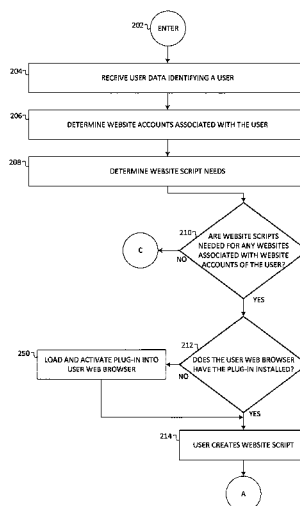 202
ENTER
204
RECEIVE USER DATA IDENTIFYING A USER
206
DETERMINE WEBSITE ACCOUNTS ASSOCIATED WITH THE USER
208
DETERMINE WEBSITE SCRIPT NEEDS
210
ARE WEBSITE SCRIPTS
NEEDED FOR ANY WEBSITES
ASSOCIATED WITH WEBSITE
ACCOUNTS OF THE USER?
C
NO
YES
212
DOES THE USER WEB BROWSER
HAVE THE PLUG-IN INSTALLED?
250
LOAD AND ACTIVATE PLUG-IN INTO
USER WEB BROWSER
NO
YES
214
USER CREATES WEBSITE SCRIPT
A